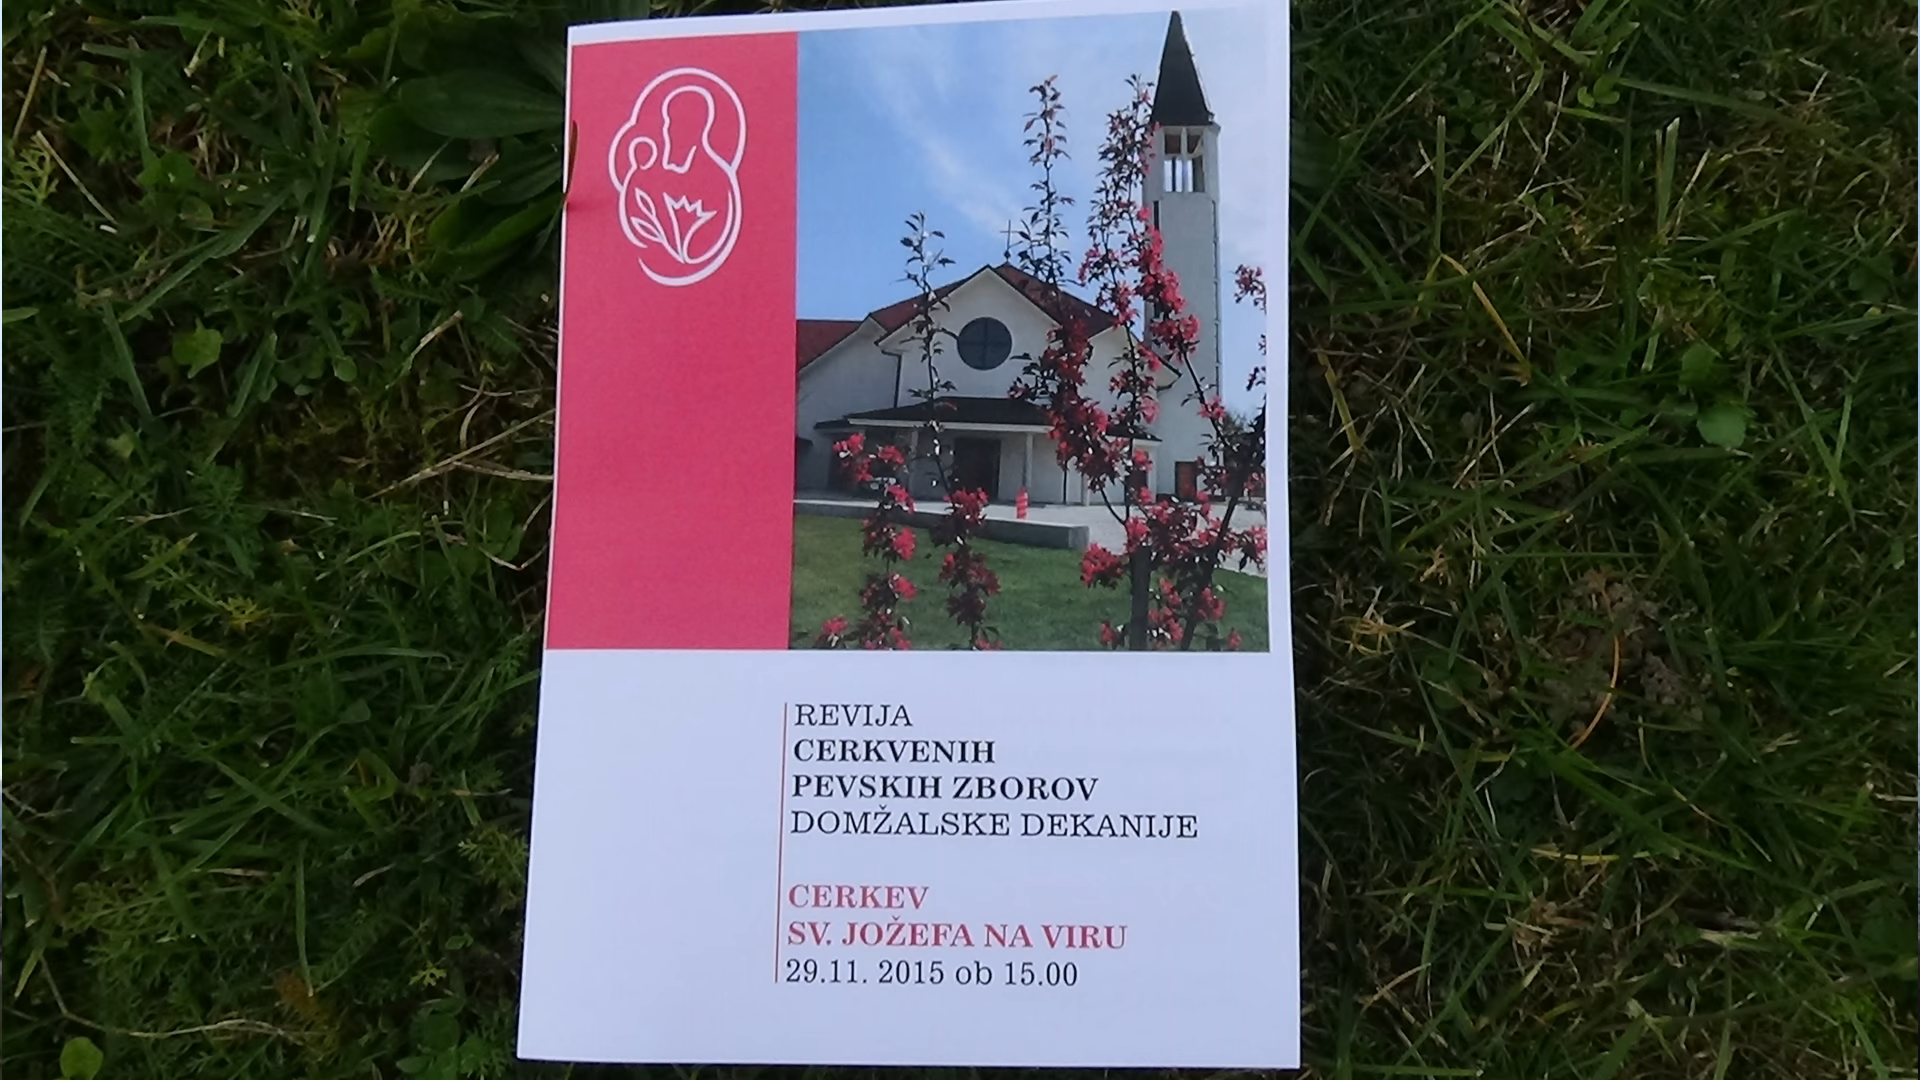 REVIJA
CERKVENIH
PEVSKIH ZBOROV
DOMŽALSKE DEKANIJE
CERKEV
SV. JOŽEFA NA VIRU
29.11. 2015 ob 15.00